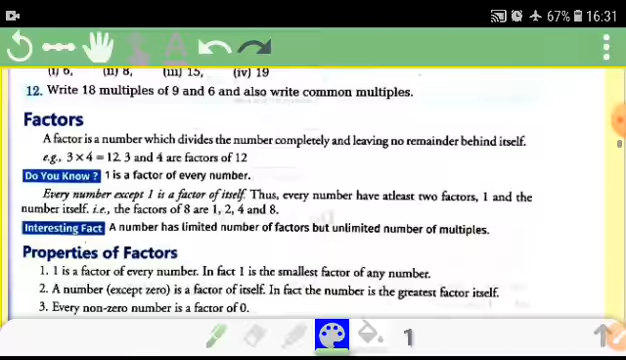 67% 16:31
(i) 6, (ii) 8, (iii) 15, (iv) 19
12. Write 18 multiples of 9 and 6 and also write common multiples.
Factors
A factor is a number which divides the number completely and leaving no remainder behind itself.
e.g., 3 × 4 = 12 3 and 4 are factors of 12
Do You Know ? 1 is a factor of every number.
Every number except 1 is a factor of itself. Thus, every number have atleast two factors, 1 and the
number itself. i.e., the factors of 8 are 1, 2, 4 and 8.
Interesting Fact A number has limited number of factors but unlimited number of multiples.
Properties of Factors
1. 1 is a factor of every number. In fact 1 is the smallest factor of any number.
2. A number (except zero) is a factor of itself. In fact the number is the greatest factor itself.
3. Every non-zero number is a factor of 0.
1